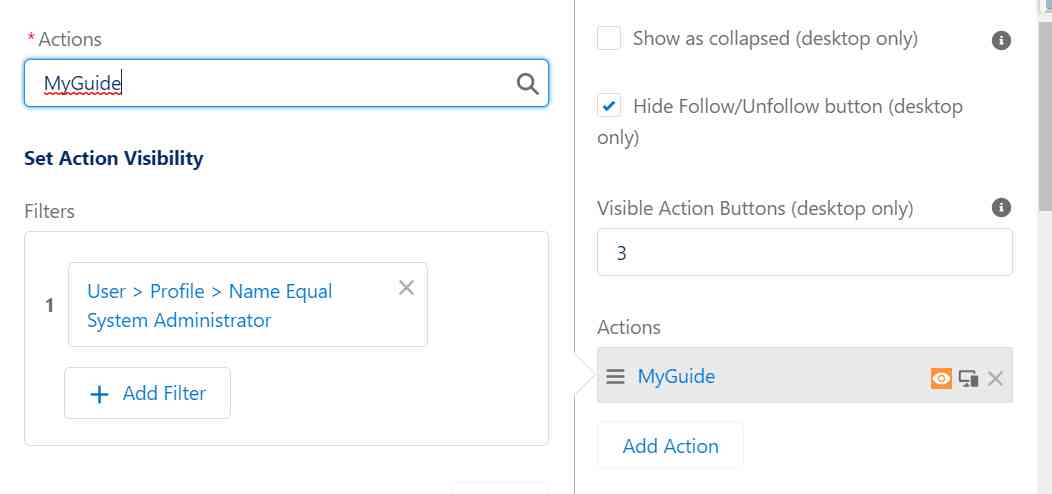 * Actions
MyGuide
Set Action Visibility
Filters
1
User > Profile > Name Equal
System Administrator
Add Filter
Show as collapsed (desktop only)
Hide Follow/Unfollow button (desktop
only)
Visible Action Buttons (desktop only)
3
Actions
MyGuide
Add Action